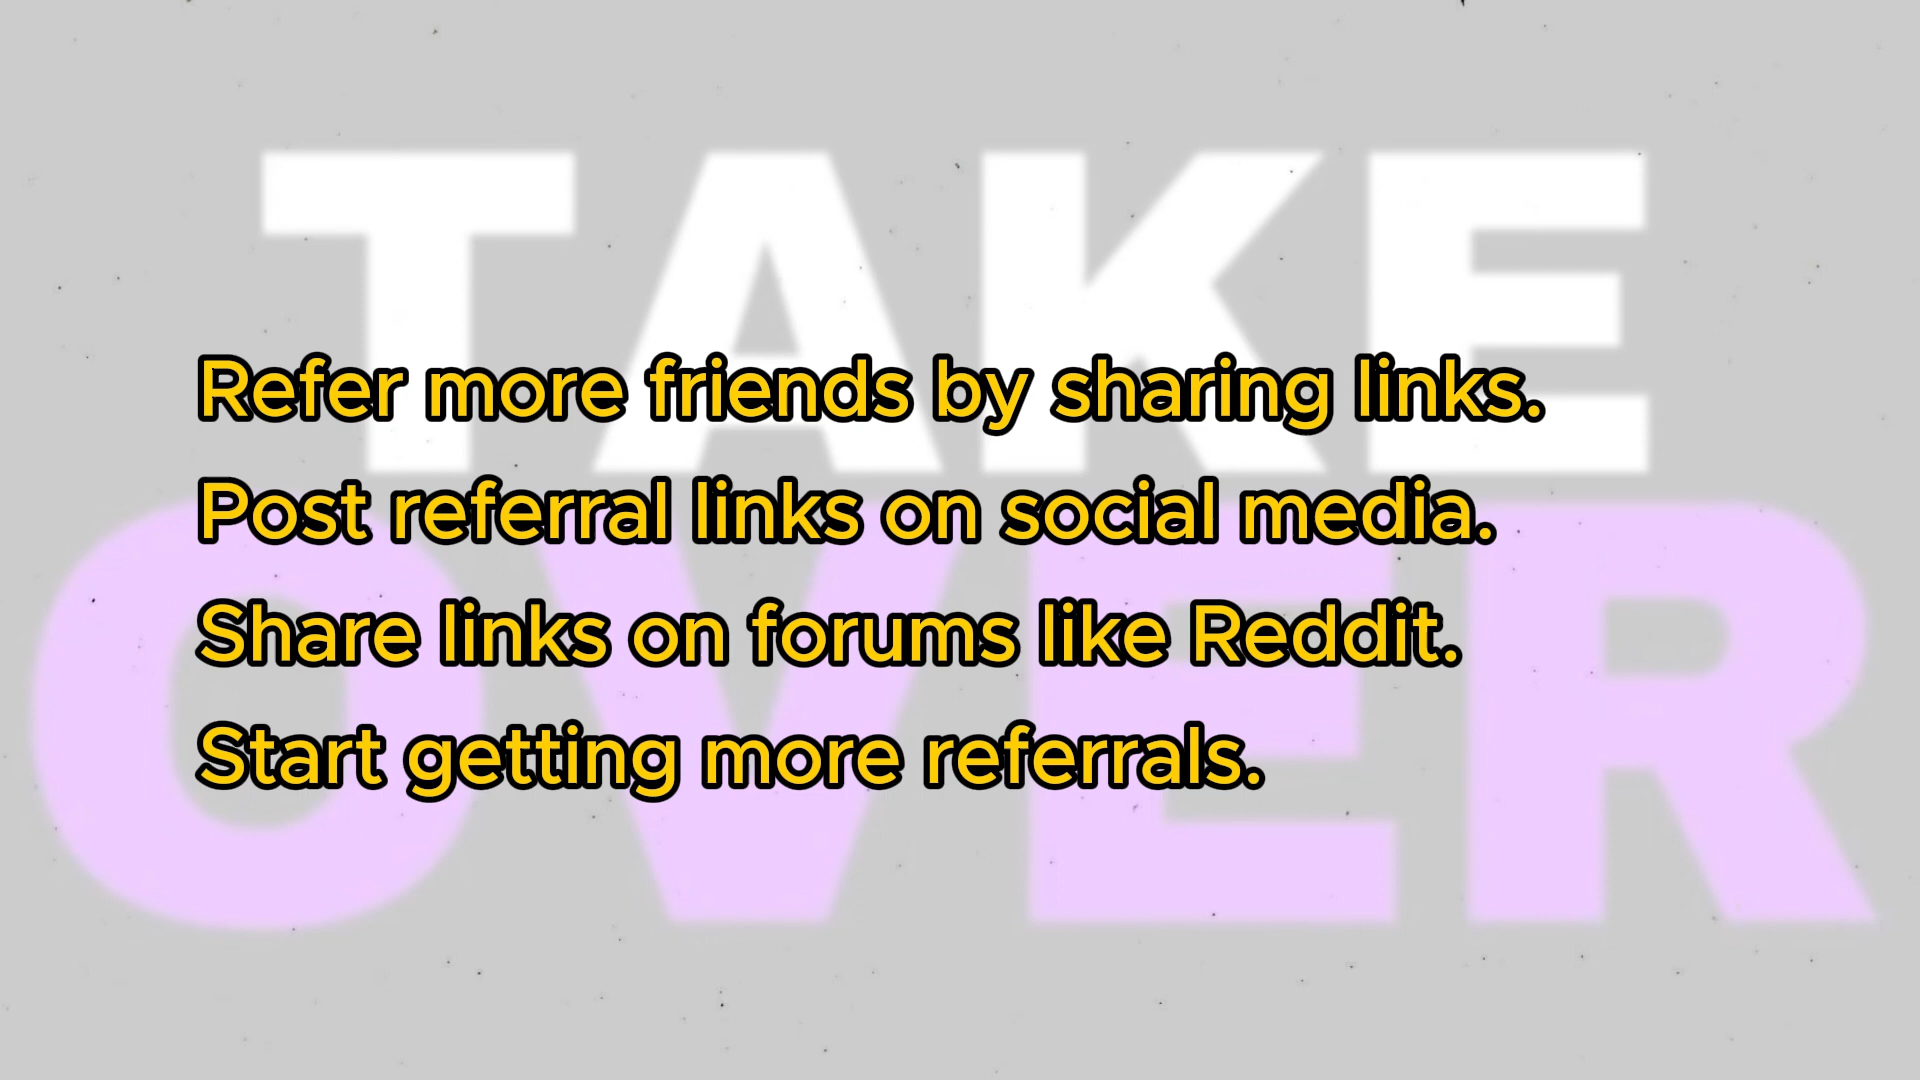 TAKE
OVER
Refer more friends by sharing links.
Post referral links on social media.
Share links on forums like Reddit.
Start getting more referrals.